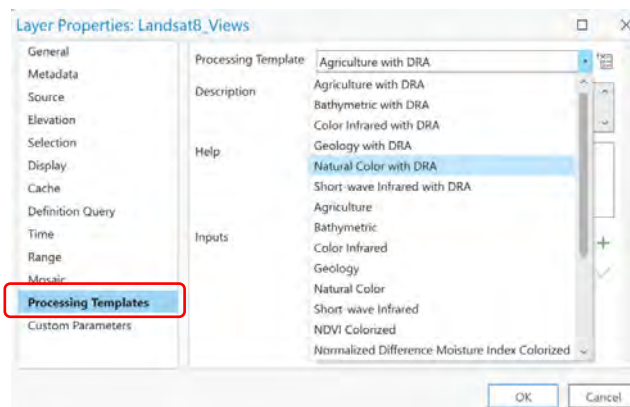 Layer Properties: Landsat8_Views
General
Metadata
Source
Elevation
Selection
Display
Cache
Definition Query
Time
Range
Mosaic
Processing Templates
Custom Parameters
Processing Template
Agriculture with DRA
Description
Help
Inputs
Agriculture with DRA
Bathymetric with DRA
Color Infrared with DRA
Geology with DRA
Natural Color with DRA
Short-wave Infrared with DRA
Agriculture
Bathymetric
Color Infrared
Geology
Natural Color
Short-wave Infrared
NDVI Colorized
Normalized Difference Moisture Index Colorized
OK
Cancel